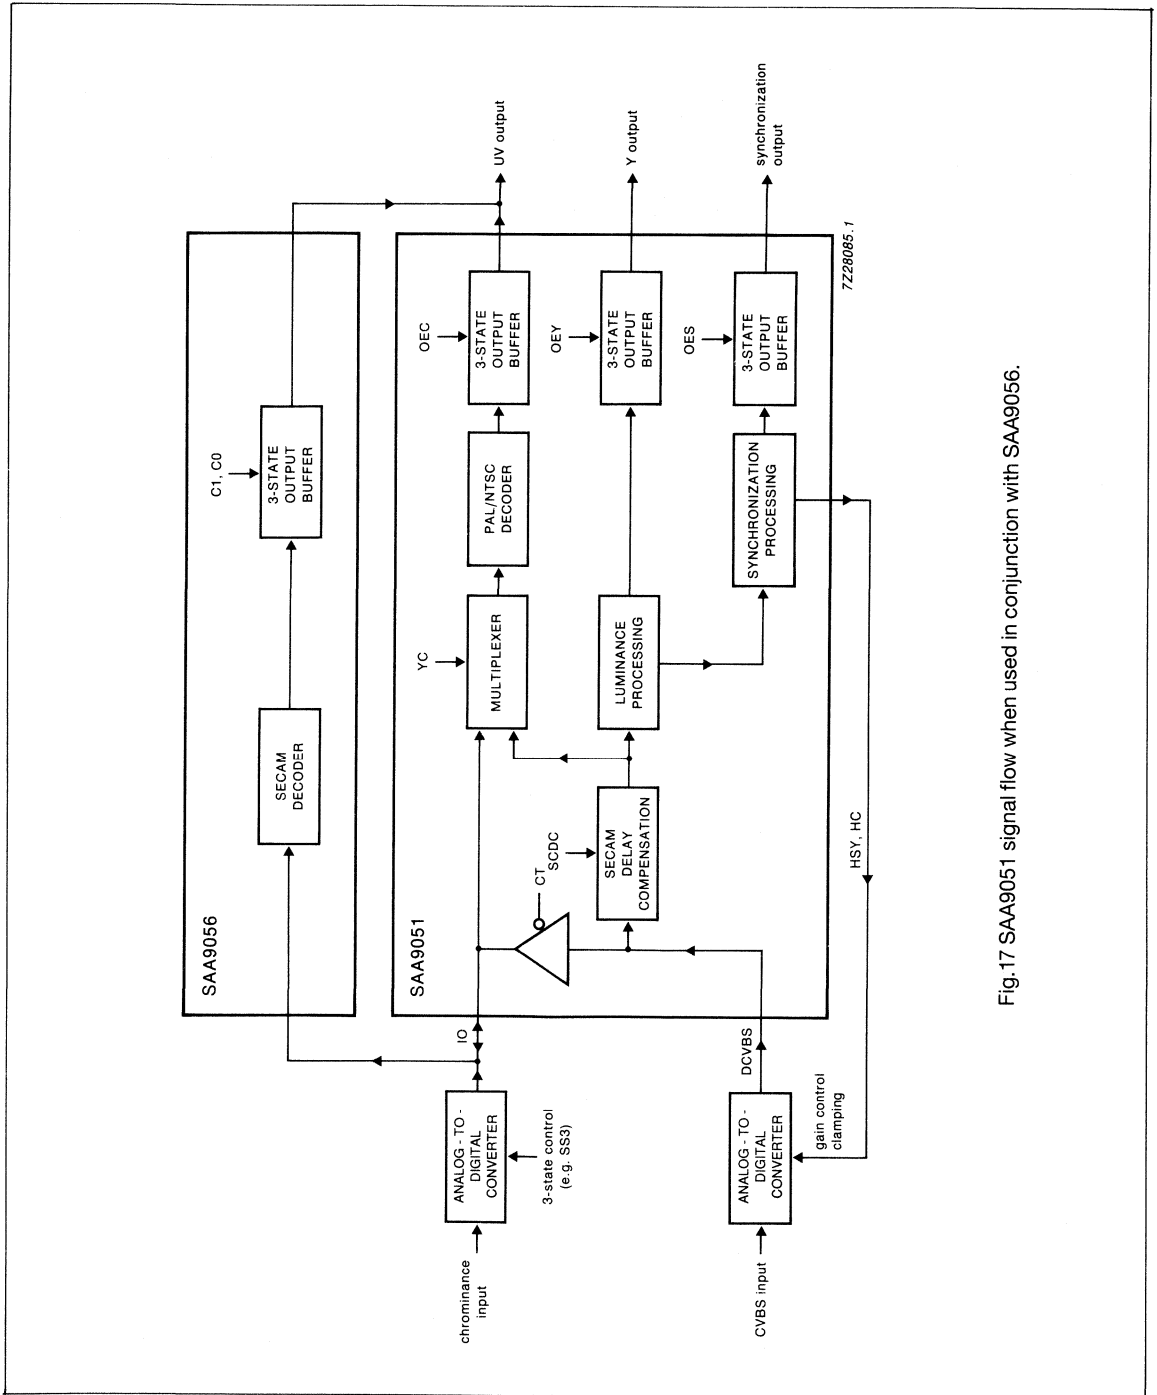 SAA9056
SECAM
DECODER
C1, C0
3-STATE
OUTPUT
BUFFER
SAA9051
chrominance
input
ANALOG - TO -
DIGITAL
CONVERTER
3-state control
(e.g. SS3)
IO
CT
YC
MULTIPLEXER
PAL/NTSC
DECODER
OEC
3-STATE
OUTPUT
BUFFER
UV output
SCDC
SECAM
DELAY
COMPENSATION
LUMINANCE
PROCESSING
OEY
3-STATE
OUTPUT
BUFFER
Y output
CVBS input
ANALOG - TO -
DIGITAL
CONVERTER
DCVBS
gain control
clamping
SYNCHRONIZATION
PROCESSING
OES
3-STATE
OUTPUT
BUFFER
synchronization
output
HSY, HC
7Z28085.1
Fig.17 SAA9051 signal flow when used in conjunction with SAA9056.